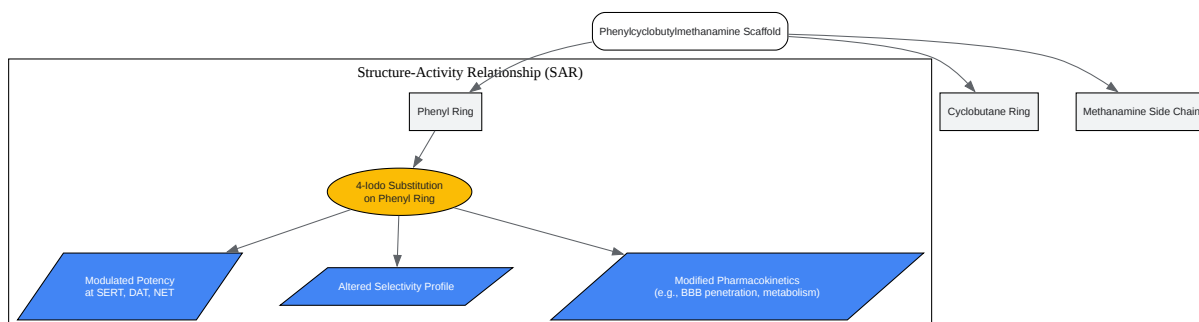 Phenylcyclobutylmethanamine Scaffold
Structure-Activity Relationship (SAR)
Phenyl Ring
Cyclobutane Ring
Methanamine Side Chain
4-Iodo Substitution
on Phenyl Ring
Modulated Potency
at SERT, DAT, NET
Altered Selectivity Profile
Modified Pharmacokinetics
(e.g., BBB penetration, metabolism)